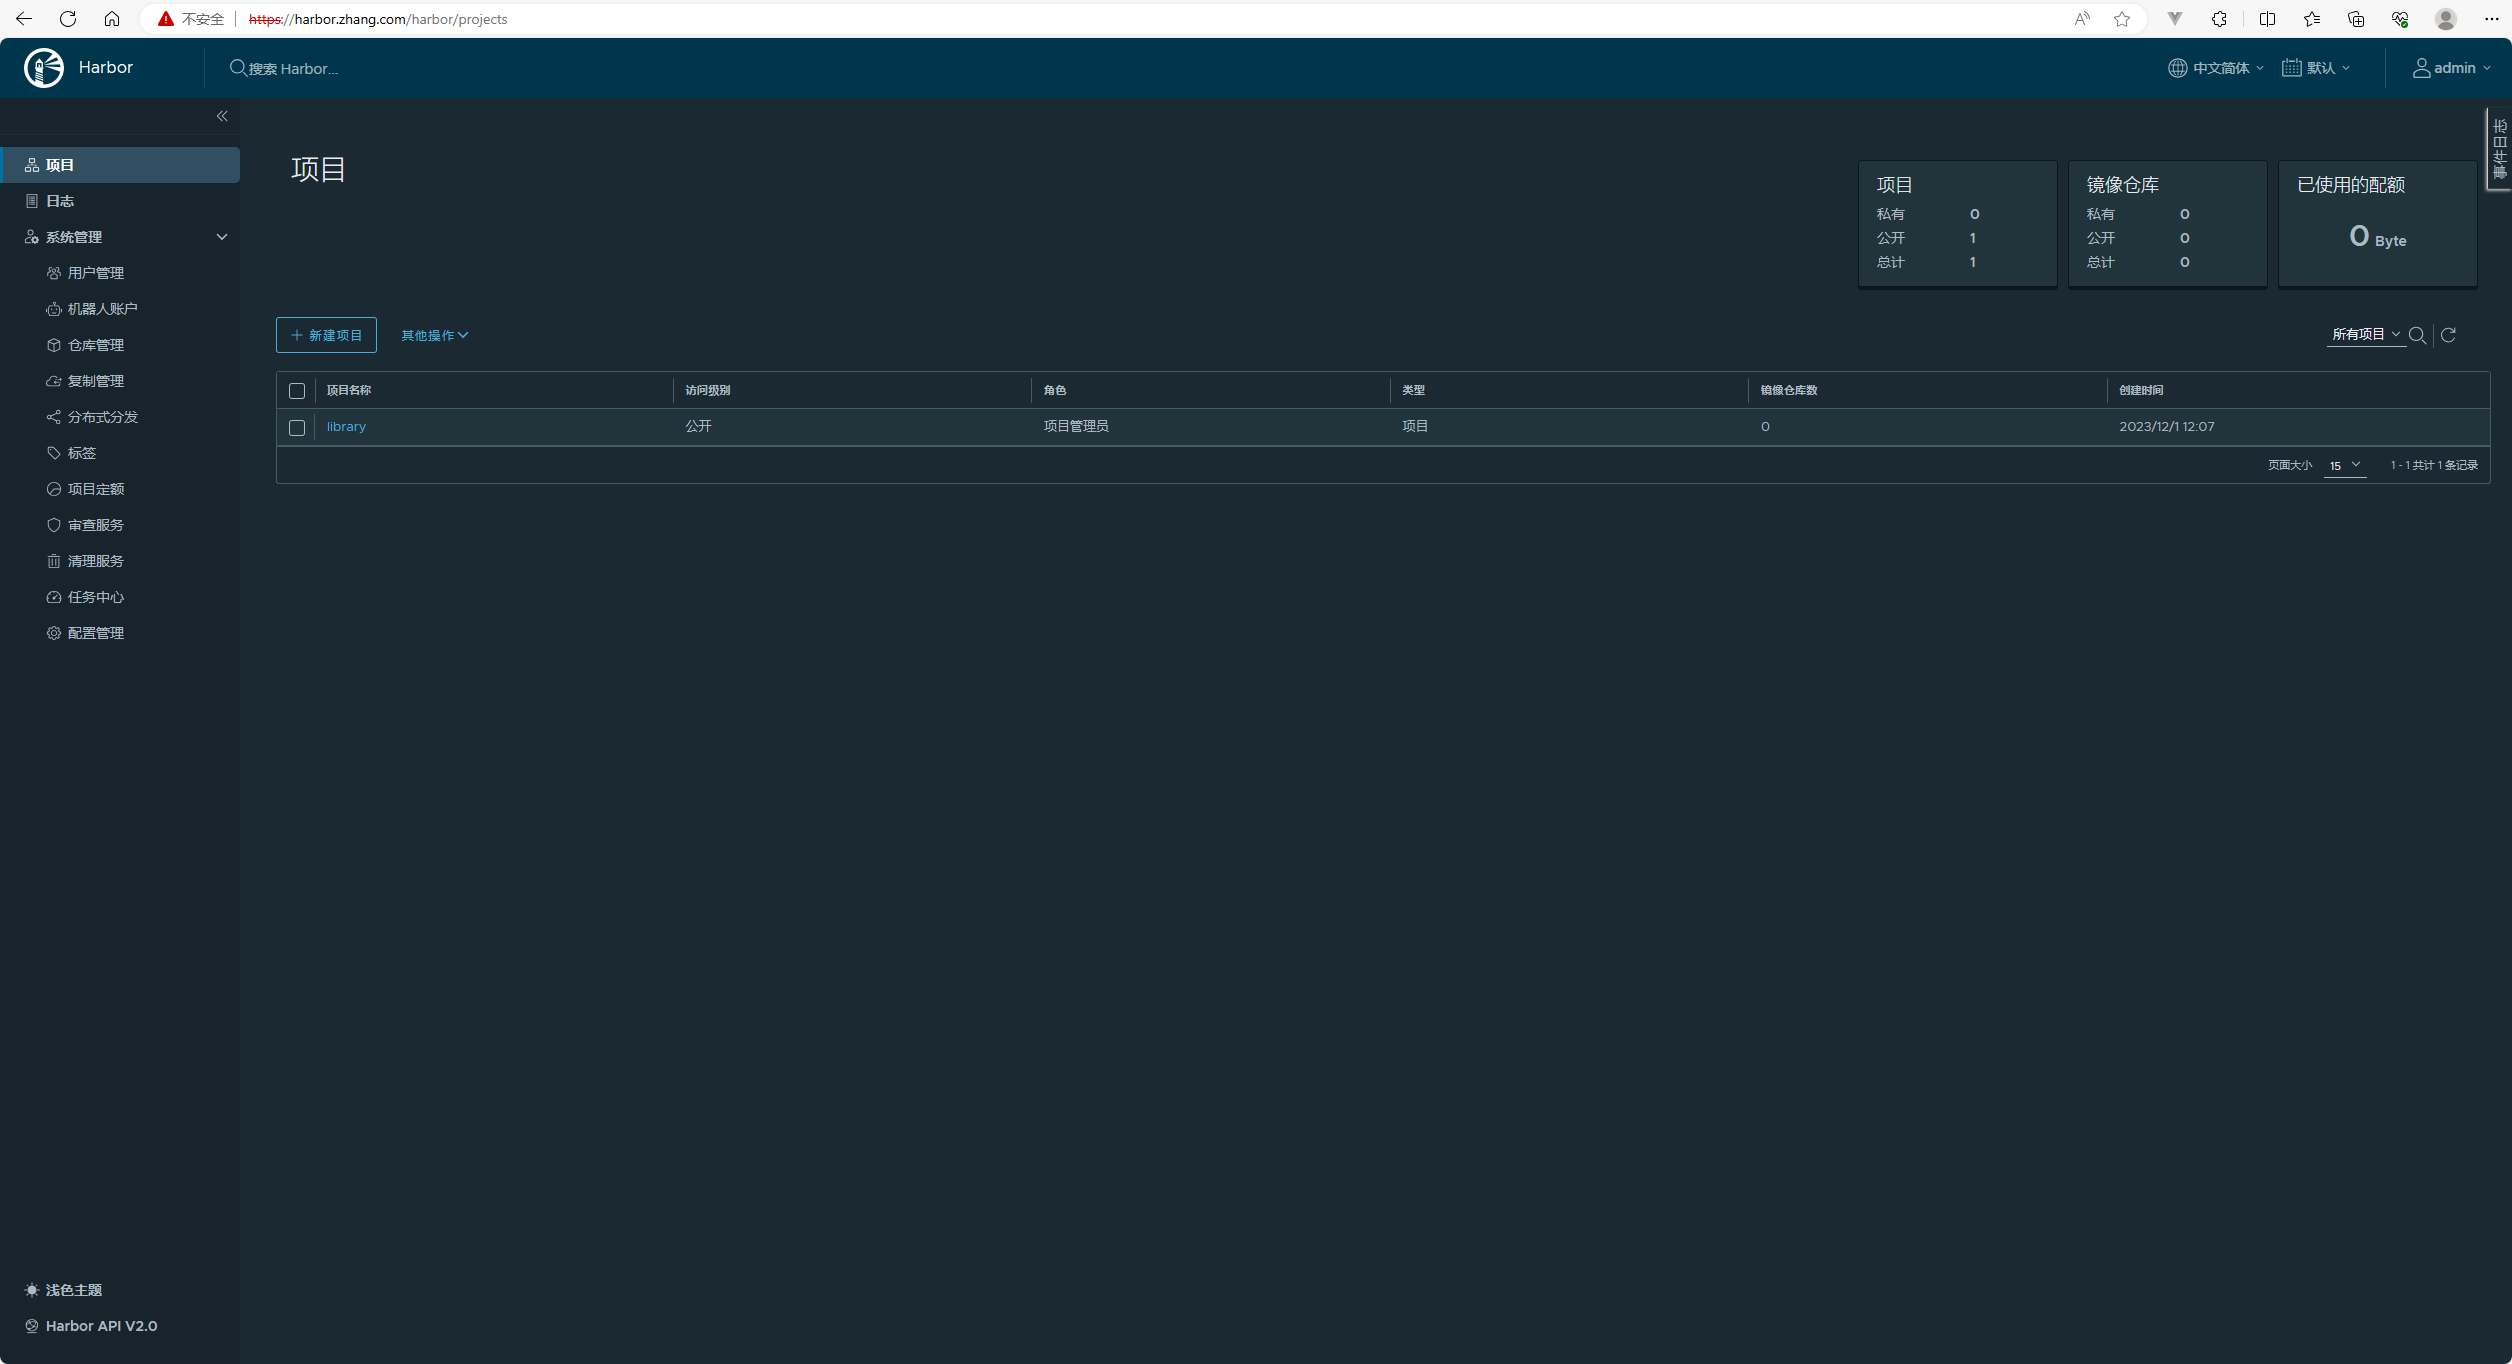 不安全 https://harbor.zhang.com/harbor/projects
Harbor
搜索 Harbor...
中文简体
默认
admin
项目
日志
系统管理
用户管理
机器人账户
仓库管理
复制管理
分布式分发
标签
项目定额
审查服务
清理服务
任务中心
配置管理
浅色主题
Harbor API V2.0
项目
项目
私有 0
公开 1
总计 1
镜像仓库
私有 0
公开 0
总计 0
已使用的配额
0 Byte
事件日志
新建项目
其他操作
所有项目
项目名称 访问级别 角色 类型 镜像仓库数 创建时间
library 公开 项目管理员 项目 0 2023/12/1 12:07
页面大小 15 1 - 1 共计 1 条记录